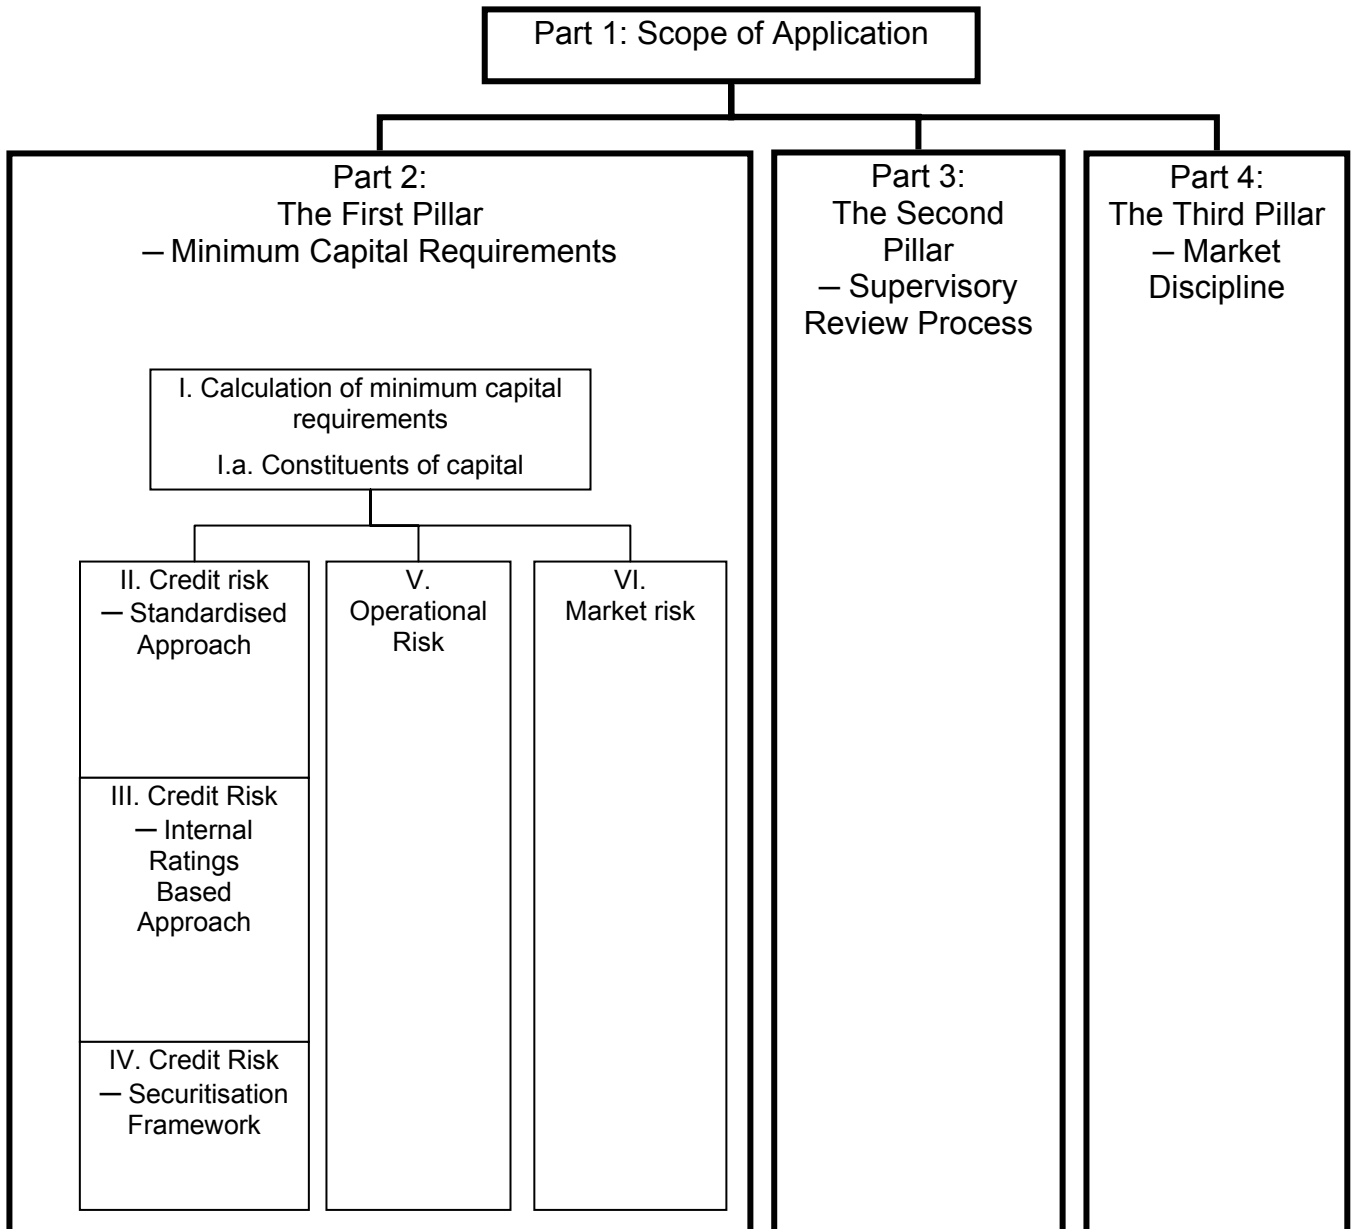 Part 1: Scope of Application
Part 2:
The First Pillar
— Minimum Capital Requirements
I. Calculation of minimum capital
requirements
I.a. Constituents of capital
II. Credit risk
— Standardised
Approach
III. Credit Risk
— Internal
Ratings
Based
Approach
IV. Credit Risk
— Securitisation
Framework
V.
Operational
Risk
VI.
Market risk
Part 3:
The Second
Pillar
— Supervisory
Review Process
Part 4:
The Third Pillar
— Market
Discipline